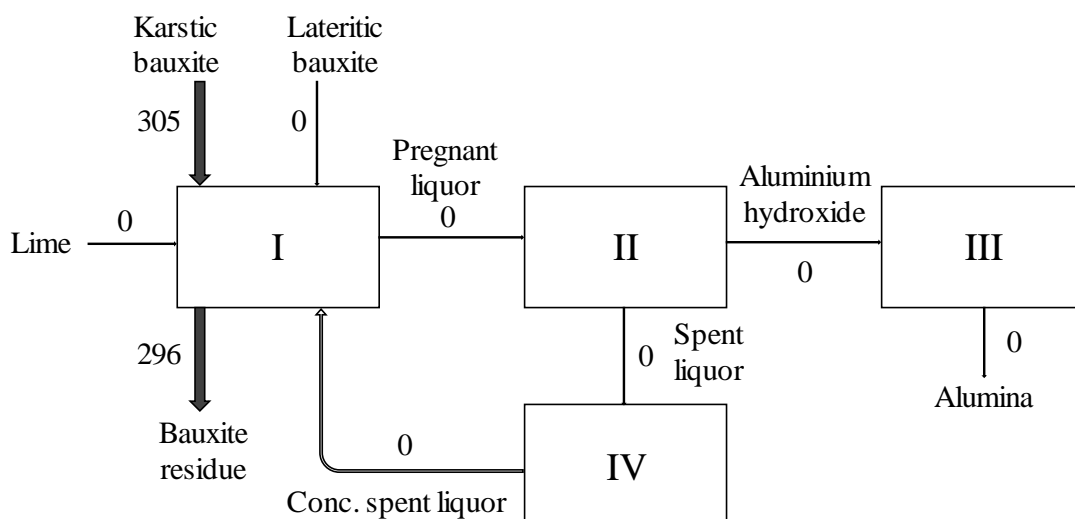 Karstic
bauxite
Lateritic
bauxite
305
0
Pregnant
liquor
0
Aluminium
hydroxide
0
Lime
0
I
II
III
296
0
Spent
liquor
0
Alumina
Bauxite
residue
0
IV
Conc. spent liquor